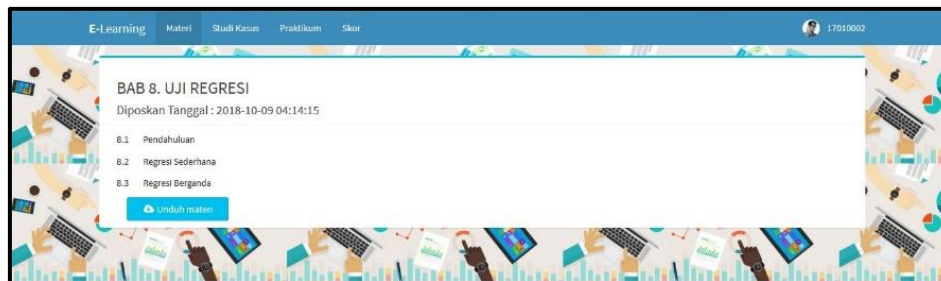 E-Learning Materi Studi Kasus Praktikum Skor 17010002
BAB 8. UJI REGRESI
Diposkan Tanggal : 2018-10-09 04:14:15
8.1 Pendahuluan
8.2 Regresi Sederhana
8.3 Regresi Berganda
Unduh materi